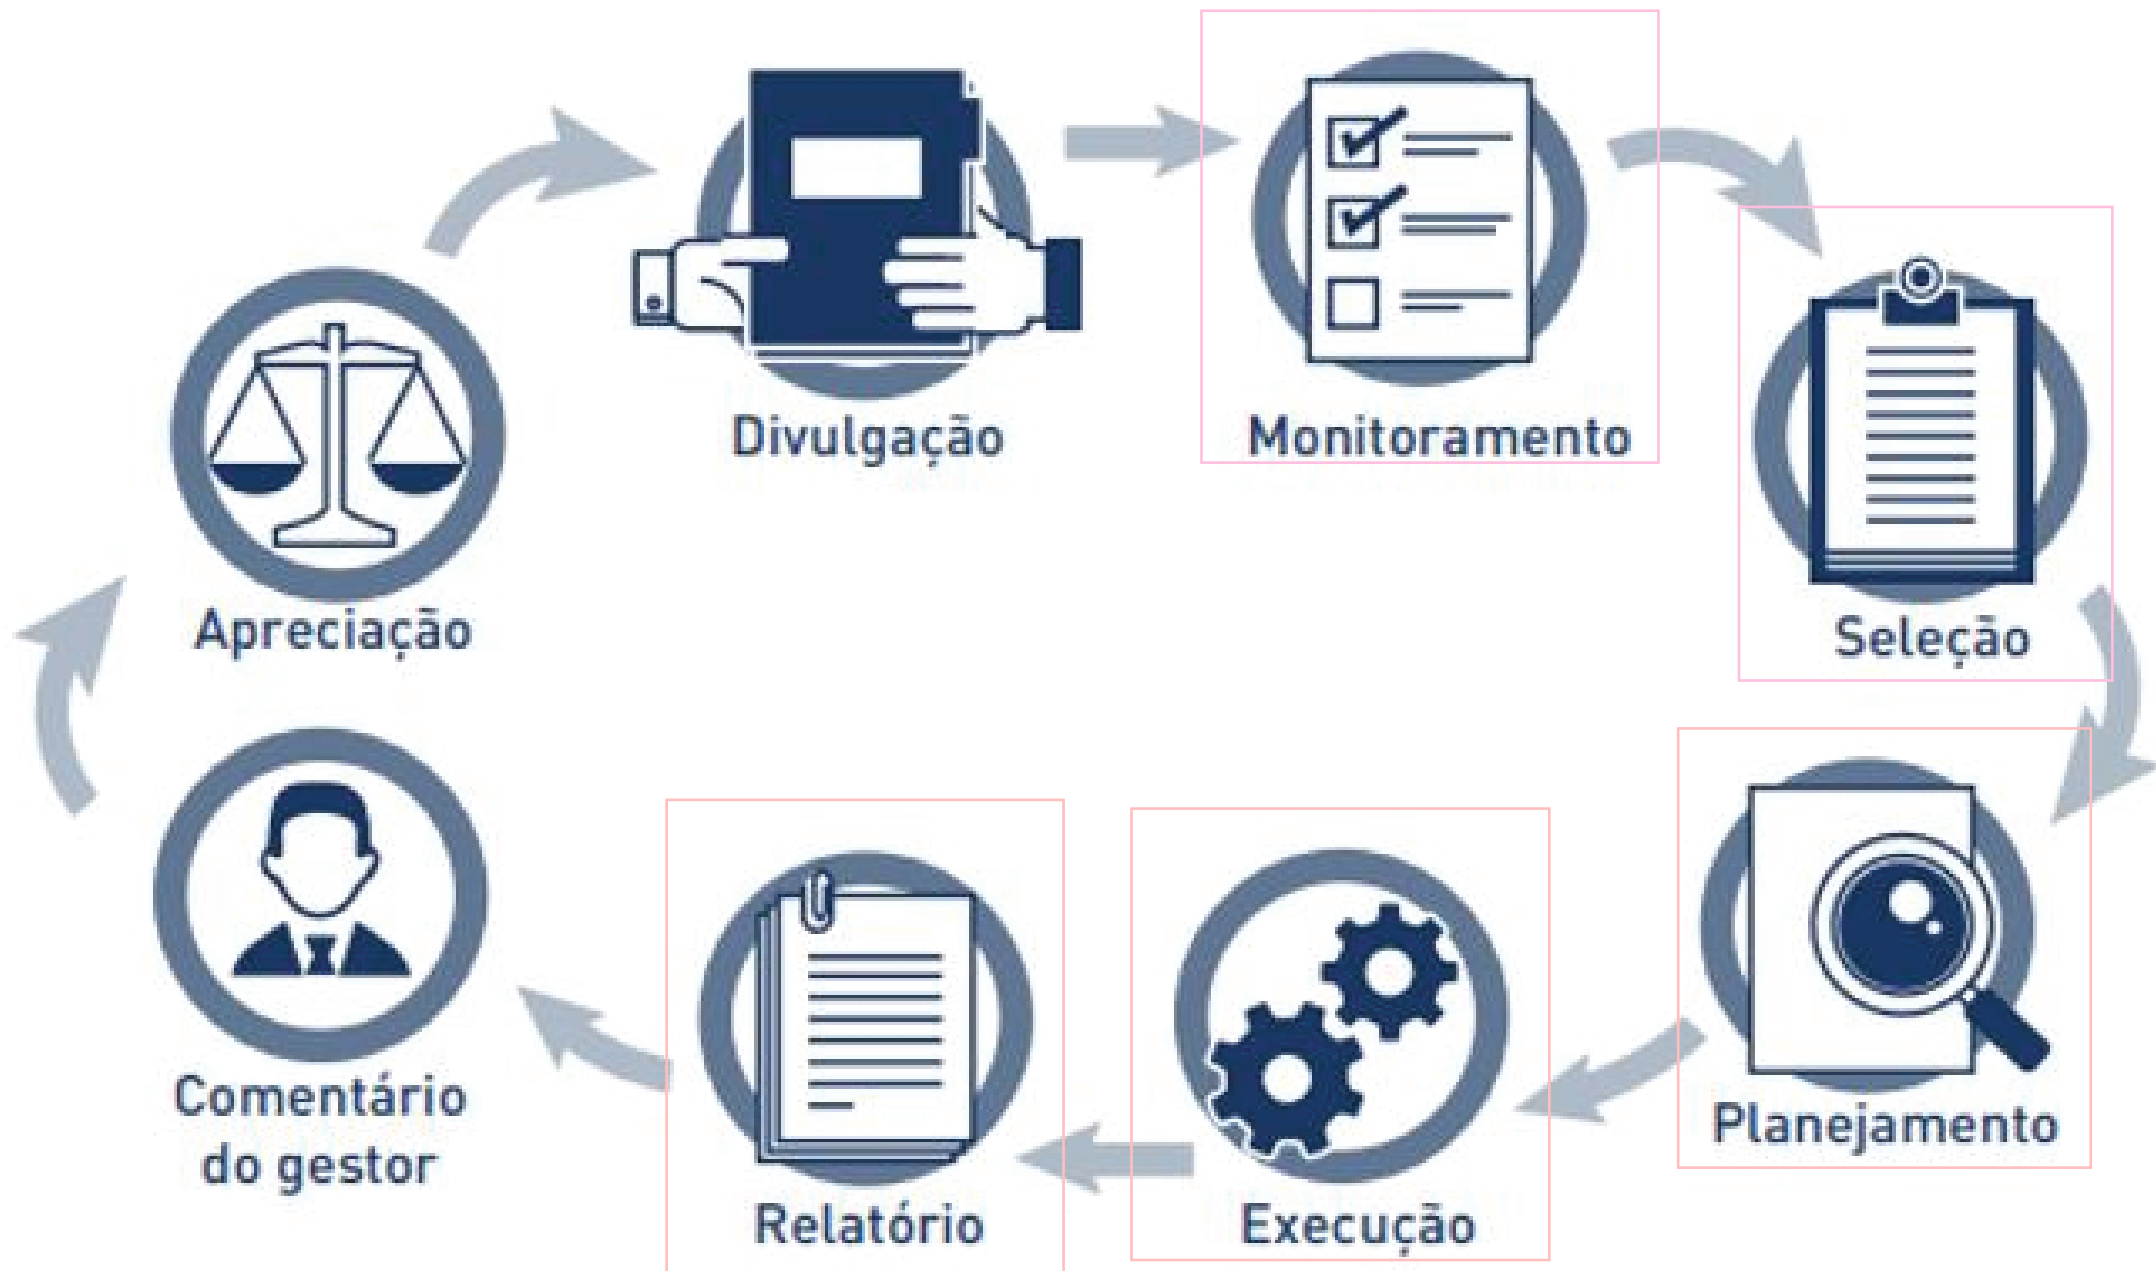 Divulgação
Monitoramento
Apreciação
Seleção
Comentário
do gestor
Relatório
Execução
Planejamento